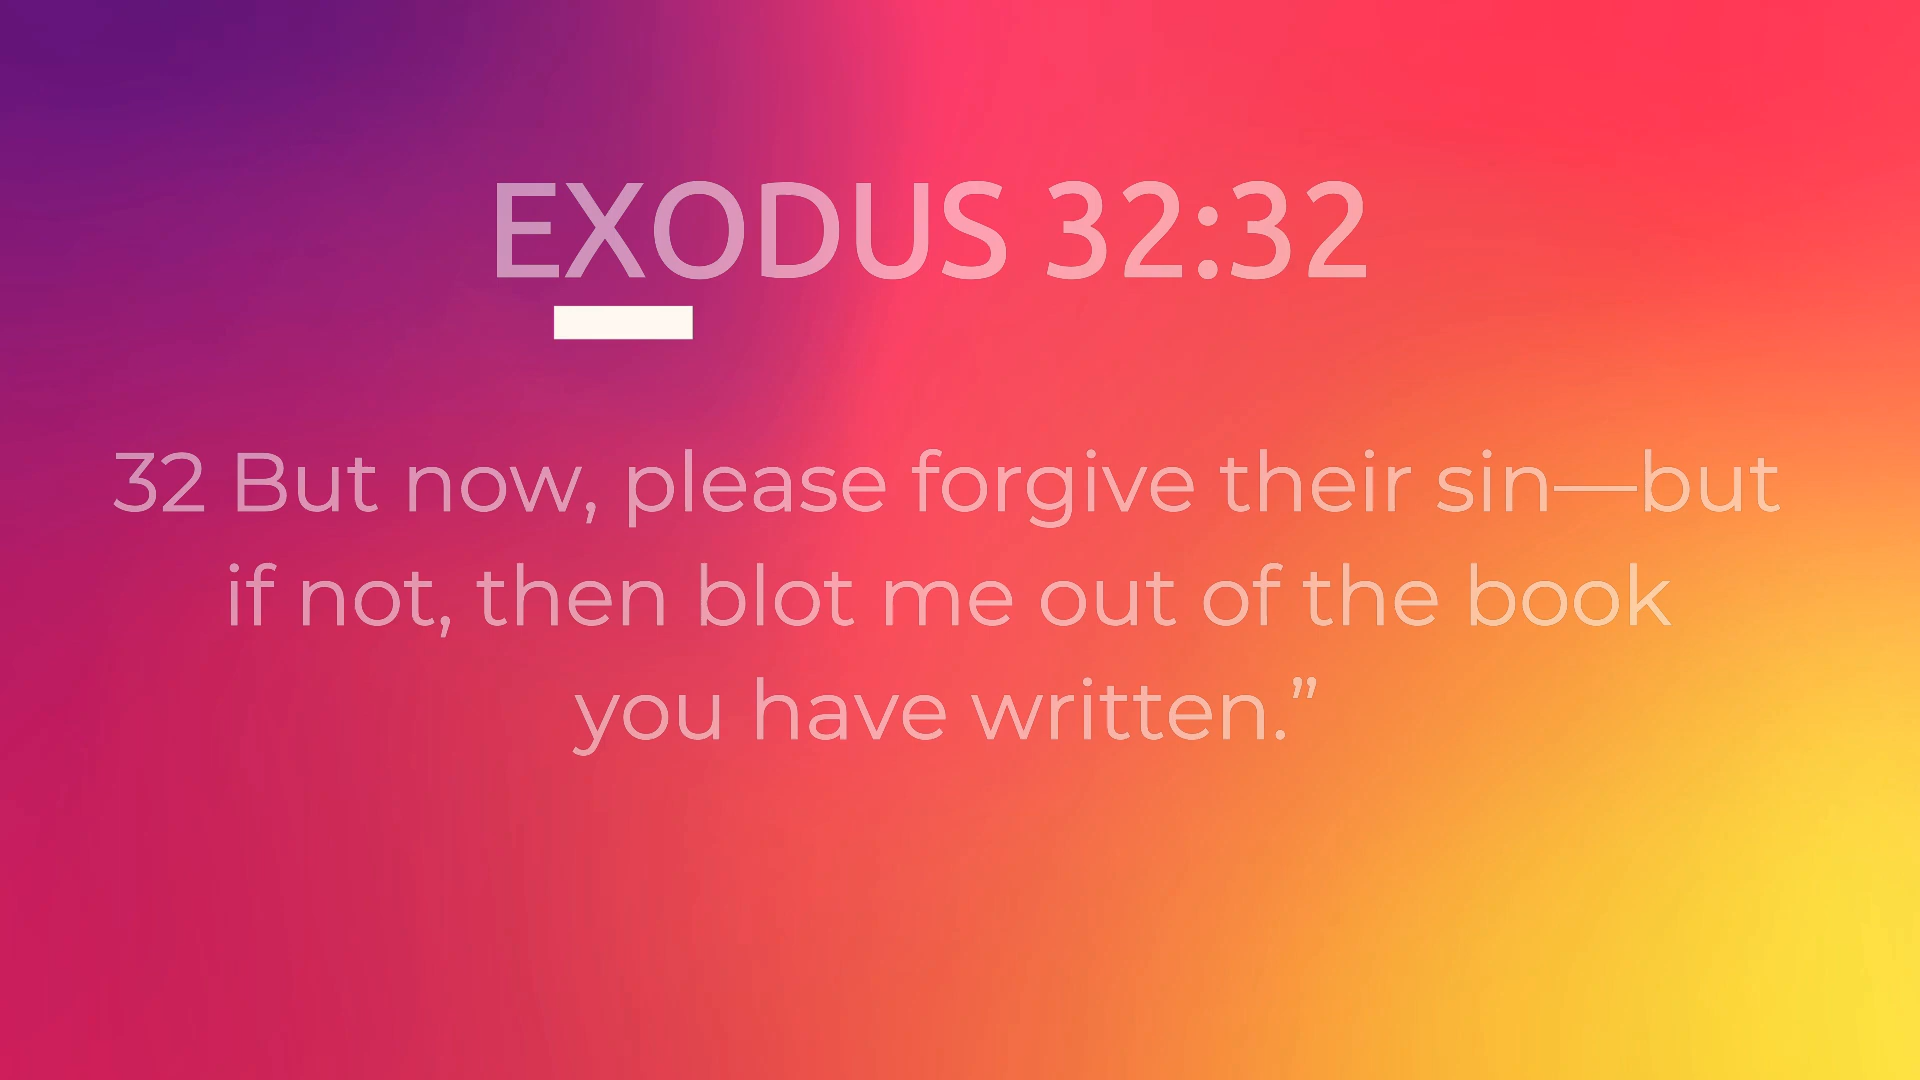 EXODUS 32:32
32 But now, please forgive their sin—but
if not, then blot me out of the book
you have written.”